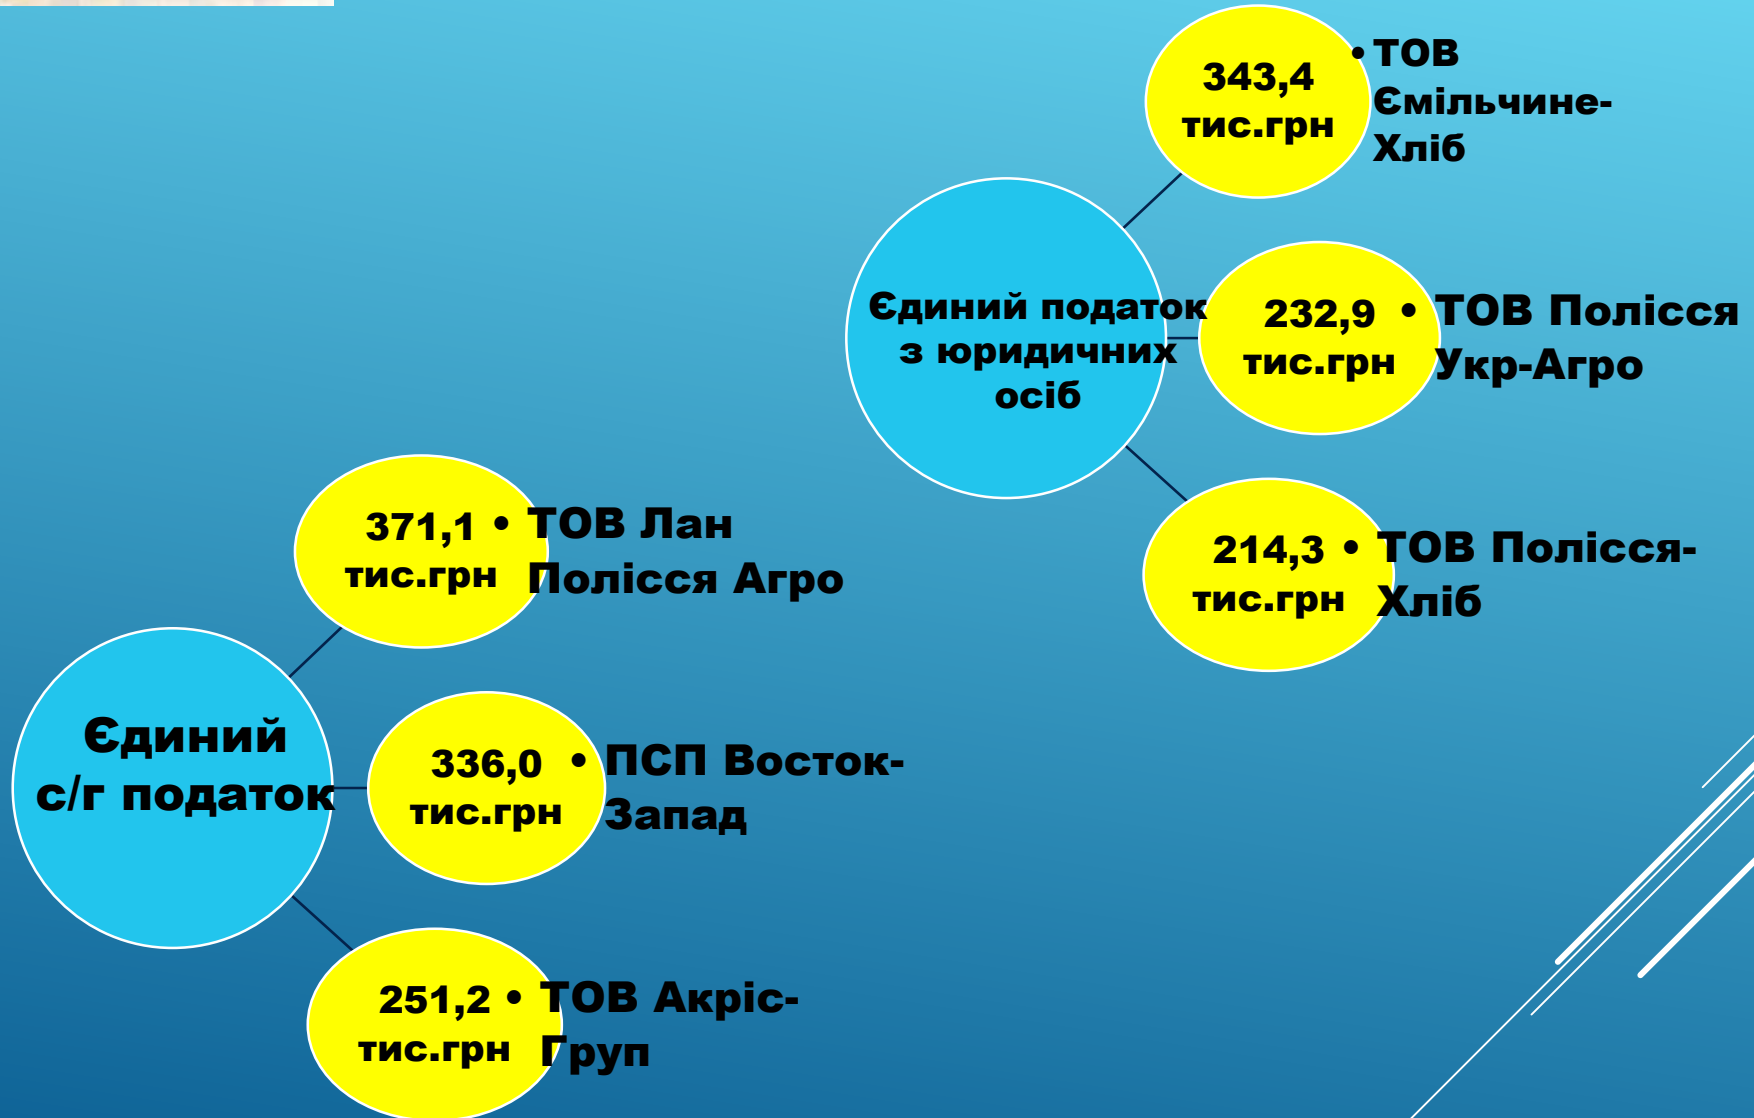 343,4
тис.грн
• ТОВ
Ємільчине-
Хліб
Єдиний податок
з юридичних
осіб
232,9
тис.грн
• ТОВ Полісся
Укр-Агро
214,3
тис.грн
• ТОВ Полісся-
Хліб
Єдиний
с/г податок
371,1
тис.грн
• ТОВ Лан
Полісся Агро
336,0
тис.грн
• ПСП Восток-
Запад
251,2
тис.грн
• ТОВ Акріс-
Груп